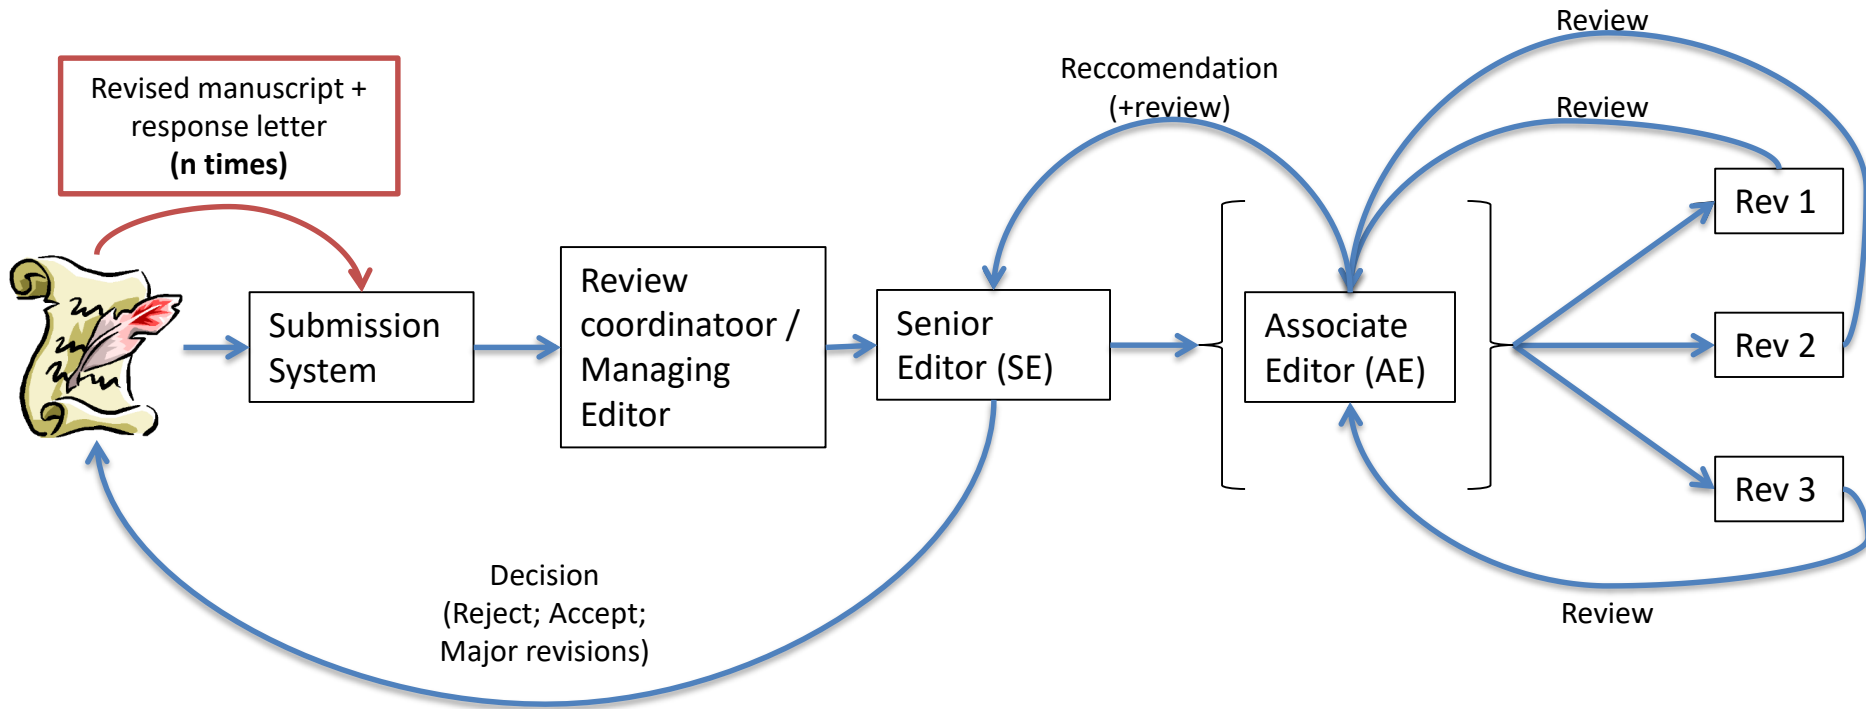 Revised manuscript +
response letter
(n times)
Submission
System
Review
coordinatoor /
Managing
Editor
Senior
Editor (SE)
Reccomendation
(+review)
Associate
Editor (AE)
Review
Review
Rev 1
Rev 2
Rev 3
Review
Decision
(Reject; Accept;
Major revisions)